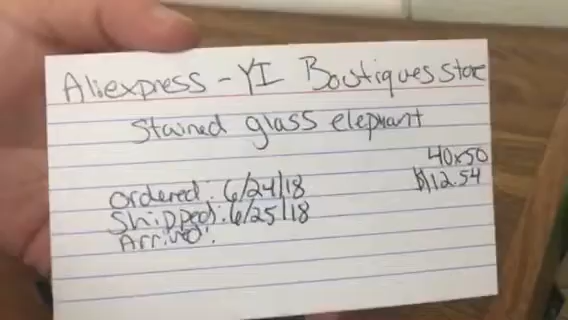 Aliexpress - YI Boutiques Store
Stained glass elephant
40x50
$12.54
Ordered: 6/24/18
Shipped: 6/25/18
Arrived: